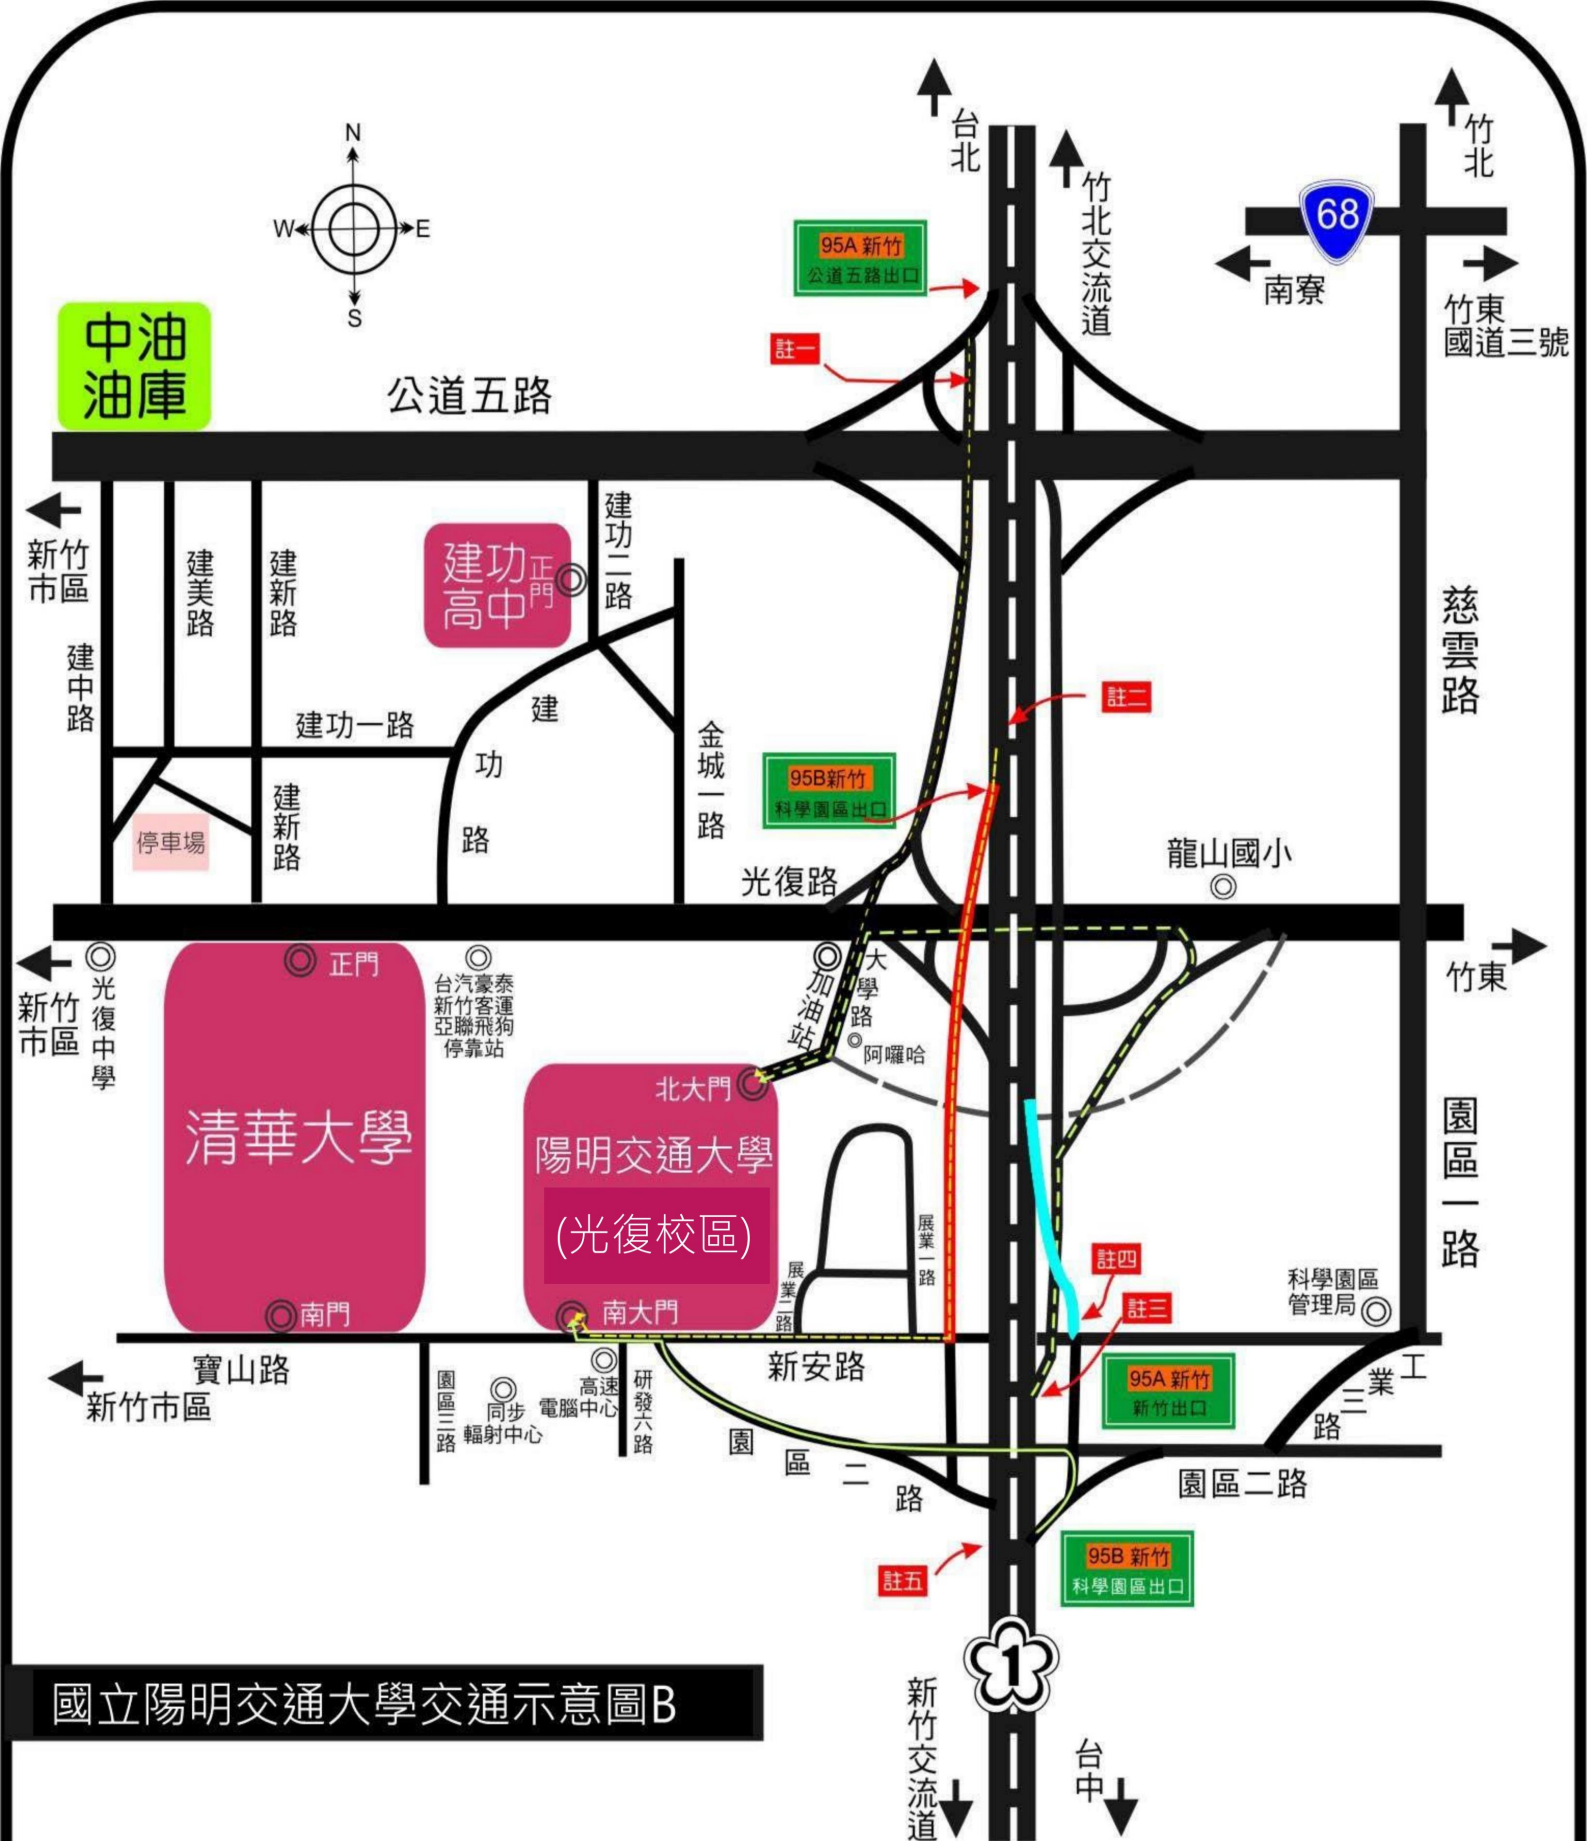 台北
竹北
竹北交流道
N
W
E
S
68
南寮
竹東
國道三號
95A 新竹
公道五路出口
註一
中油
油庫
公道五路
新竹
市區
建美路
建新路
建功
高中
正門
建功二路
建中路
慈雲路
建功一路
建功路
金城一路
註二
95B新竹
科學園區出口
停車場
建新路
光復路
龍山國小
新竹
市區
光復中學
正門
台汽豪泰
新竹客運
亞聯飛狗
停靠站
加油站
大學路
阿囉哈
竹東
清華大學
北大門
陽明交通大學
(光復校區)
展業一路
展業二路
園區一路
註四
註三
科學園區
管理局
南門
南大門
寶山路
新竹市區
園區三路
同步
輻射中心
高速
電腦中心
研發六路
新安路
95A 新竹
新竹出口
工業三路
園區二路
園區二路
95B 新竹
科學園區出口
註五
1
國立陽明交通大學交通示意圖B
新竹交流道
台中